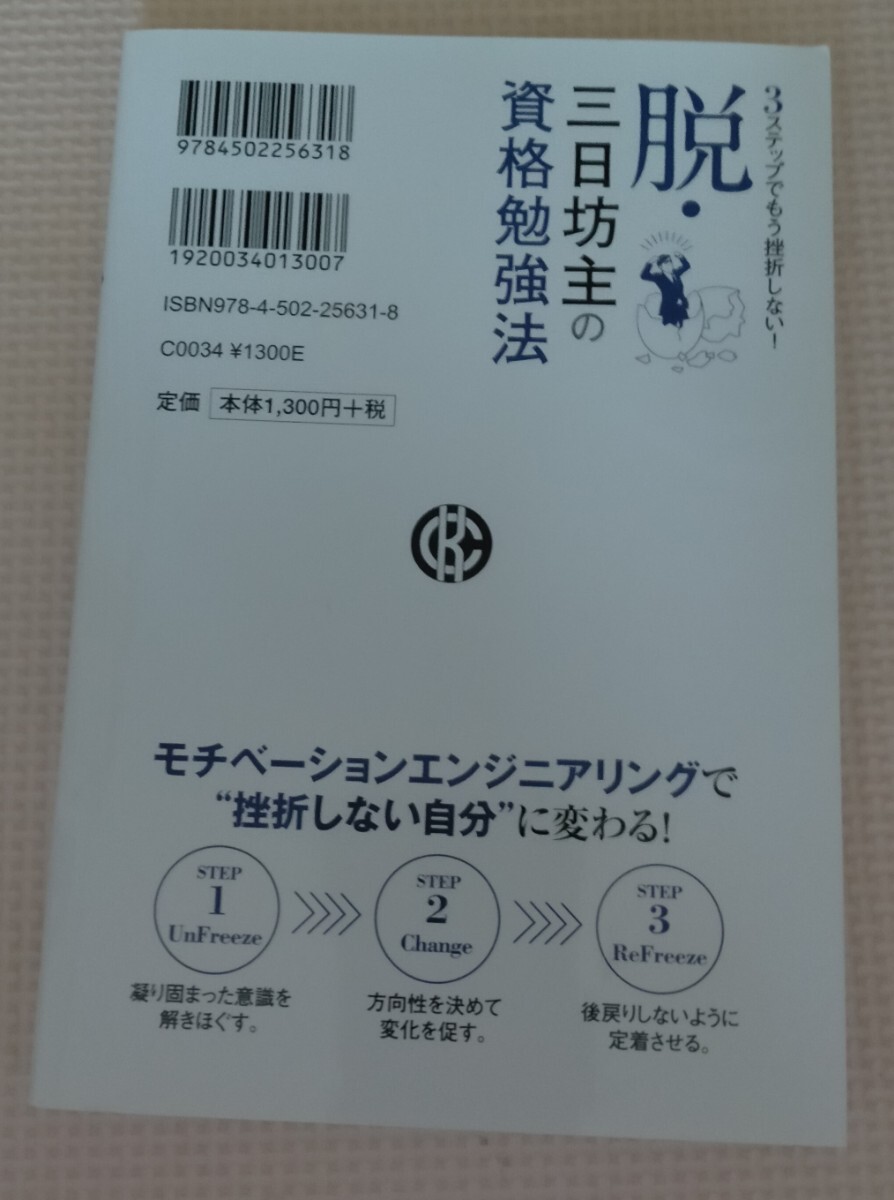 3ステップでもう挫折しない！
脱・
三日坊主の
資格勉強法
9784502256318
1920034013007
ISBN978-4-502-25631-8
C0034 ¥1300E
定価 本体1,300円+税
モチベーションエンジニアリングで
“挫折しない自分”に変わる！
STEP
1
UnFreeze
凝り固まった意識を
解きほぐす。
STEP
2
Change
方向性を決めて
変化を促す。
STEP
3
ReFreeze
後戻りしないように
定着させる。